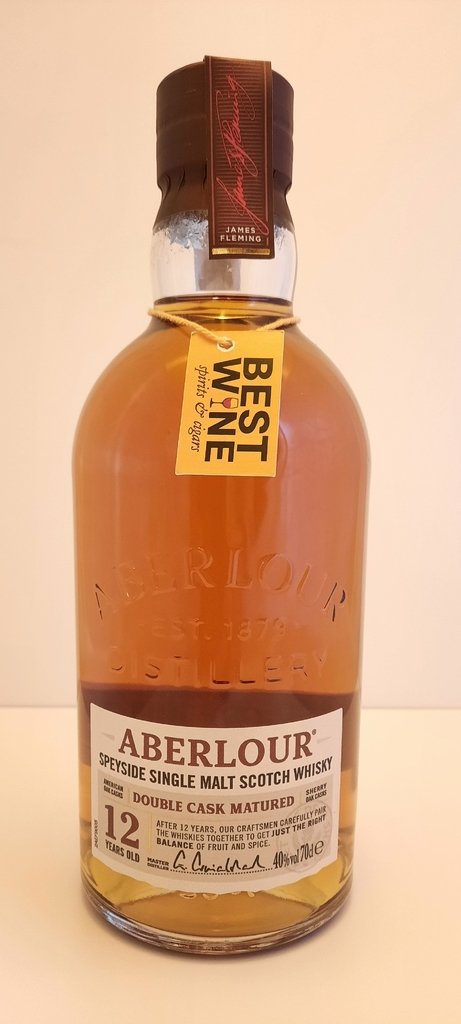 James Fleming
JAMES
FLEMING
BEST
WINE
spirits & cigars
ABERLOUR
EST. 1879
DISTILLERY
ABERLOUR®
SPEYSIDE SINGLE MALT SCOTCH WHISKY
AMERICAN
OAK CASKS
DOUBLE CASK MATURED
SHERRY
OAK CASKS
12
YEARS OLD
AFTER 12 YEARS, OUR CRAFTSMEN CAREFULLY PAIR
THE WHISKIES TOGETHER TO GET JUST THE RIGHT
BALANCE OF FRUIT AND SPICE.
MASTER
DISTILLER
40%vol 70cl e